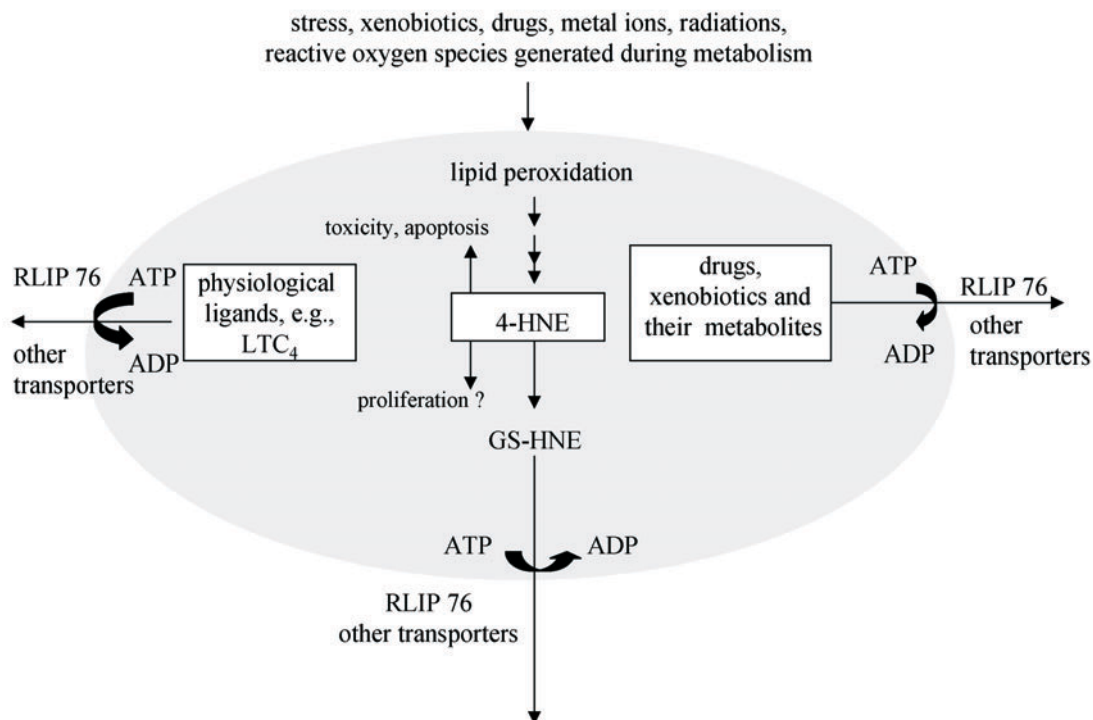 stress, xenobiotics, drugs, metal ions, radiations,
reactive oxygen species generated during metabolism
lipid peroxidation
toxicity, apoptosis
RLIP 76
ATP
physiological
ligands, e.g.,
LTC4
ADP
other
transporters
4-HNE
drugs,
xenobiotics and
their metabolites
ATP
RLIP 76
ADP
other
transporters
proliferation ?
GS-HNE
ATP
ADP
RLIP 76
other transporters